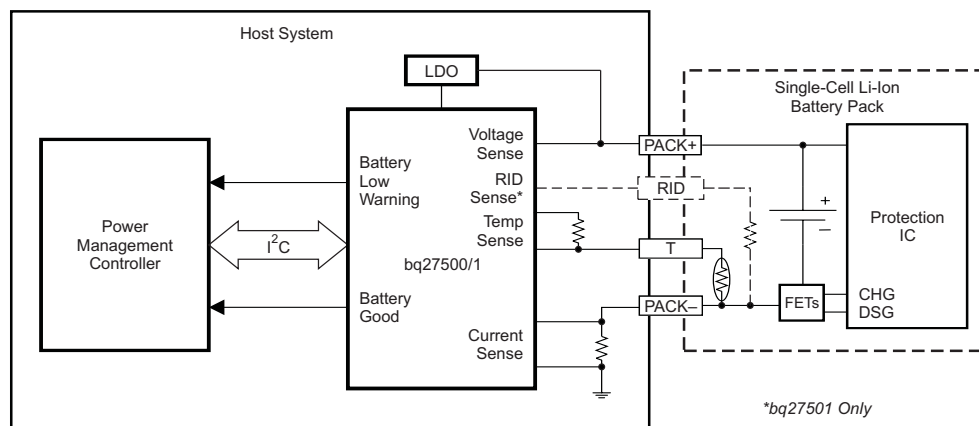 Host System
LDO
Single-Cell Li-Ion
Battery Pack
Voltage
Sense
PACK+
Battery
Low
Warning
RID
Sense*
RID
Power
Management
Controller
I²C
Temp
Sense
T
Protection
IC
bq27500/1
Battery
Good
PACK–
FETs
CHG
DSG
Current
Sense
+
–
*bq27501 Only